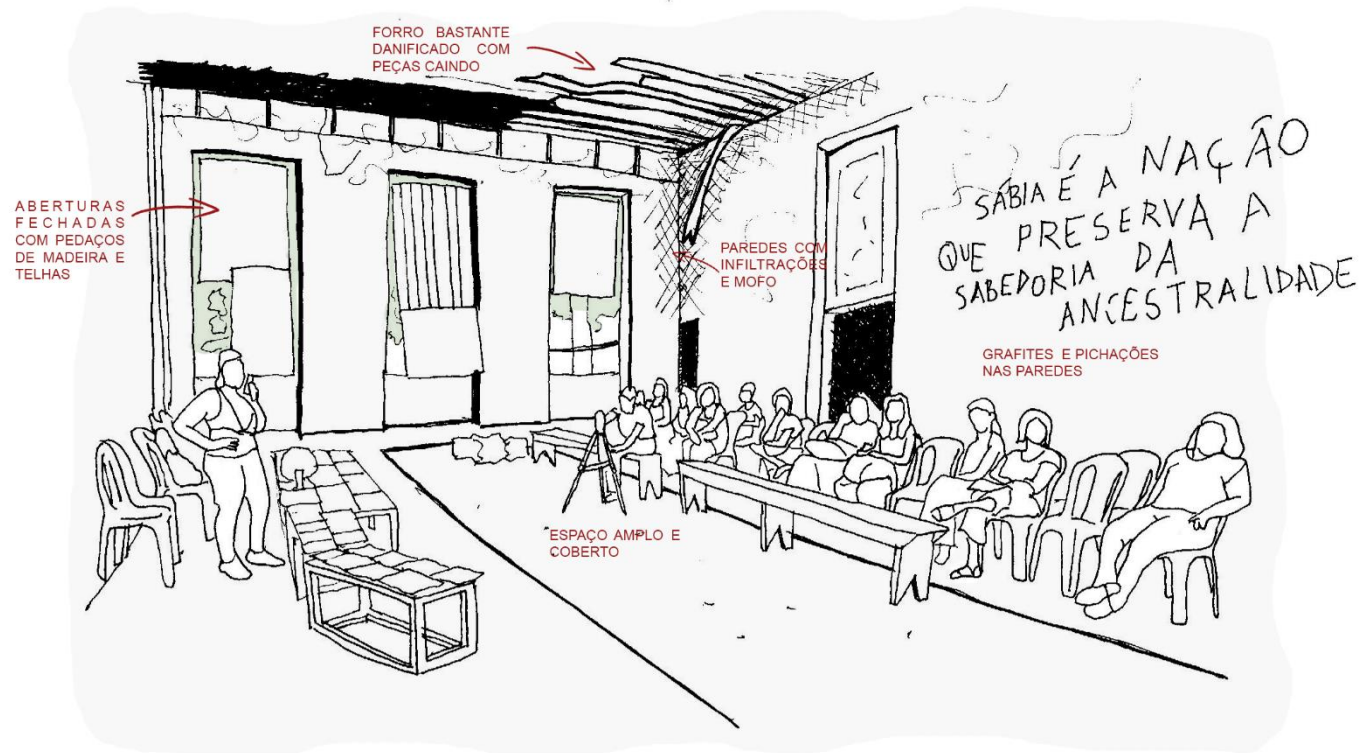 FORRO BASTANTE
DANIFICADO COM
PEÇAS CAINDO
ABERTURAS
FECHADAS
COM PEDAÇOS
DE MADEIRA E
TELHAS
PAREDES COM
INFILTRAÇÕES
E MOFO
SÁBIA É A NAÇÃO
QUE PRESERVA A
SABEDORIA DA
ANCESTRALIDADE
GRAFITES E PICHAÇÕES
NAS PAREDES
ESPAÇO AMPLO E
COBERTO